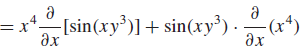 = x⁴ ∂/∂x [sin(xy³)] + sin(xy³) · ∂/∂x (x⁴)